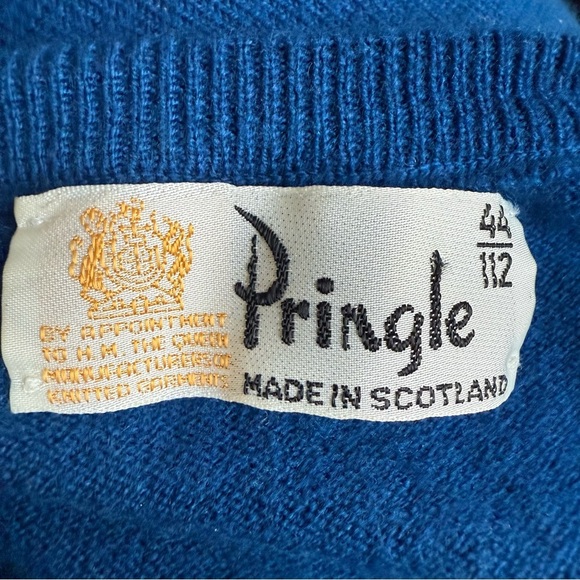 BY APPOINTMENT
TO H.M. THE QUEEN
MANUFACTURERS OF
KNITTED GARMENTS
Pringle
MADE IN SCOTLAND
44
112